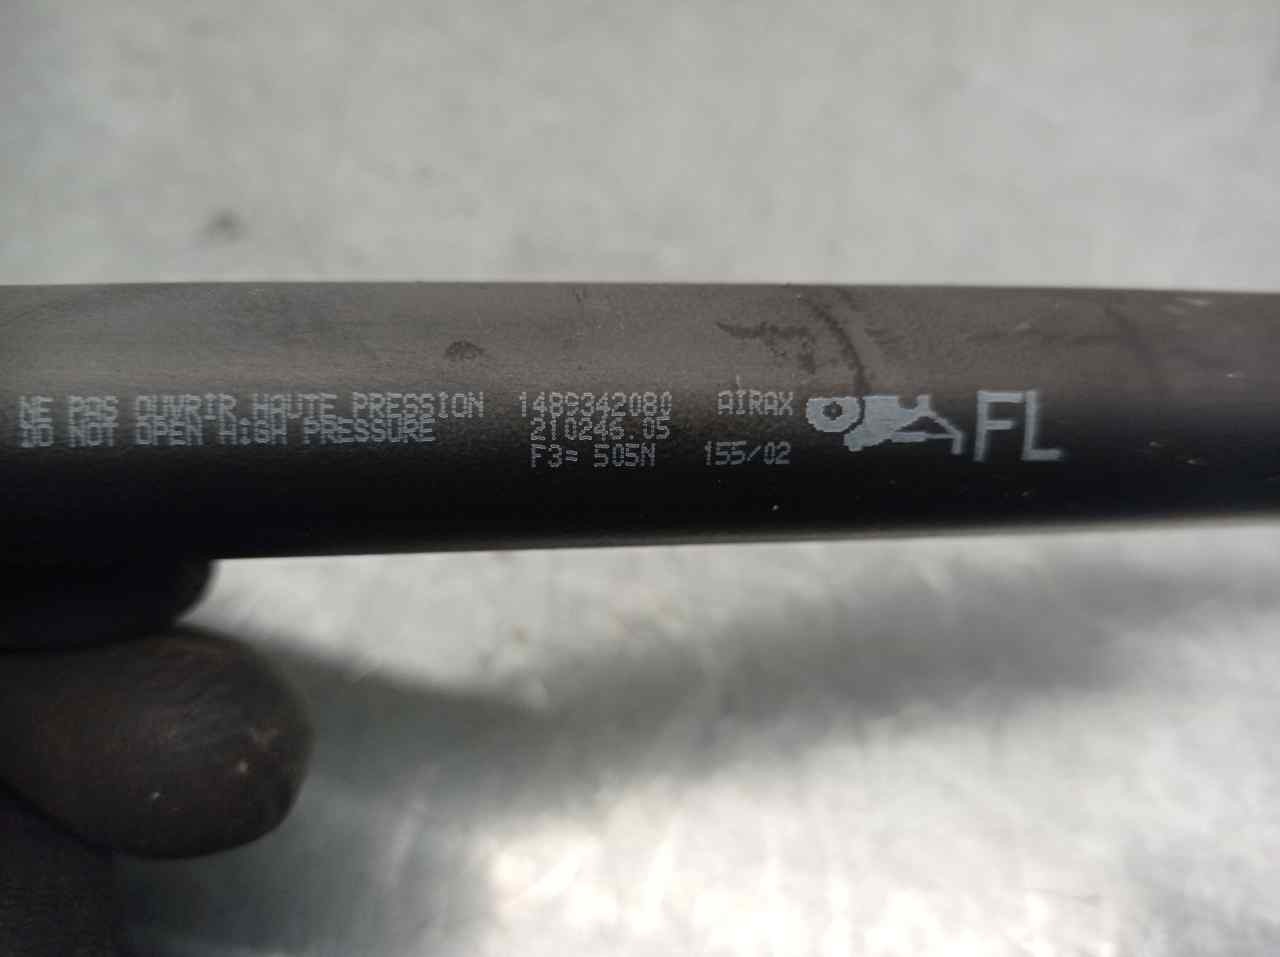 NE PAS OUVRIR HAUTE PRESSION 1489342080 AIRAX FL
DO NOT OPEN HiGH PRESSURE 210246.05
F3= 505N 155/02